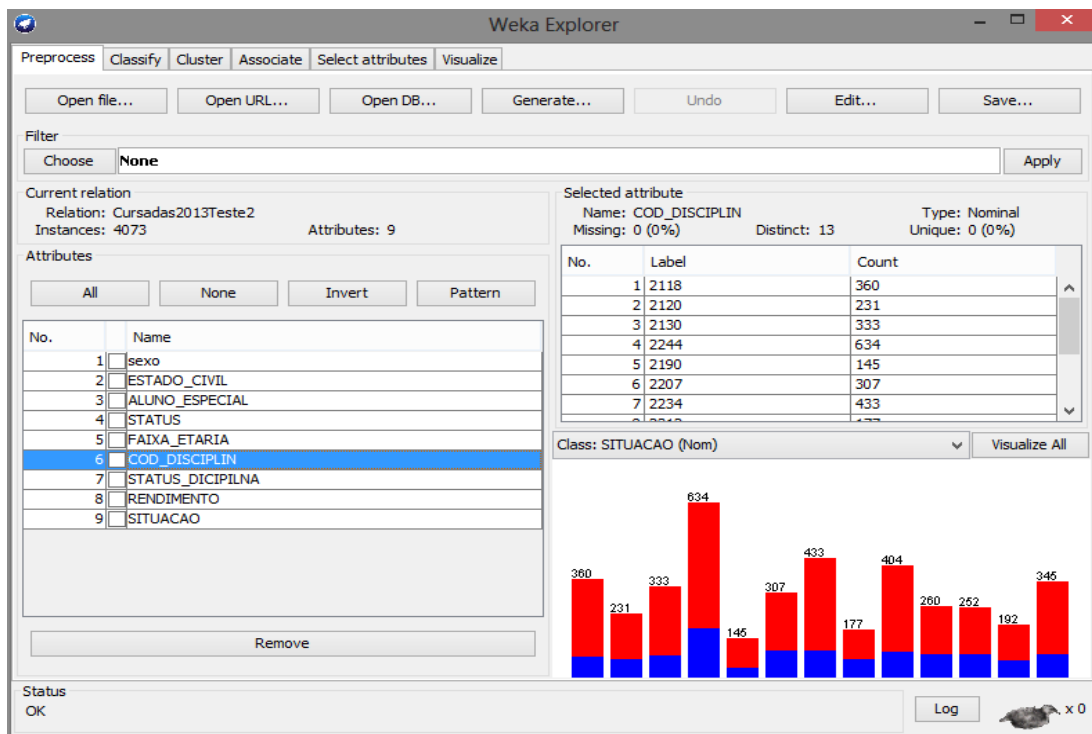 Weka Explorer
Preprocess Classify Cluster Associate Select attributes Visualize
Open file... Open URL... Open DB... Generate... Undo Edit... Save...
Filter
Choose None Apply
Current relation
Relation: Cursadas2013Teste2
Instances: 4073 Attributes: 9
Attributes
All None Invert Pattern
No. Name
1 sexo
2 ESTADO_CIVIL
3 ALUNO_ESPECIAL
4 STATUS
5 FAIXA_ETARIA
6 COD_DISCIPLIN
7 STATUS_DICIPILNA
8 RENDIMENTO
9 SITUACAO
Remove
Selected attribute
Name: COD_DISCIPLIN Type: Nominal
Missing: 0 (0%) Distinct: 13 Unique: 0 (0%)
No. Label Count
1 2118 360
2 2120 231
3 2130 333
4 2244 634
5 2190 145
6 2207 307
7 2234 433
Class: SITUACAO (Nom) Visualize All
360 231 333 634 145 307 433 177 404 260 252 192 345
Status
OK
Log x 0